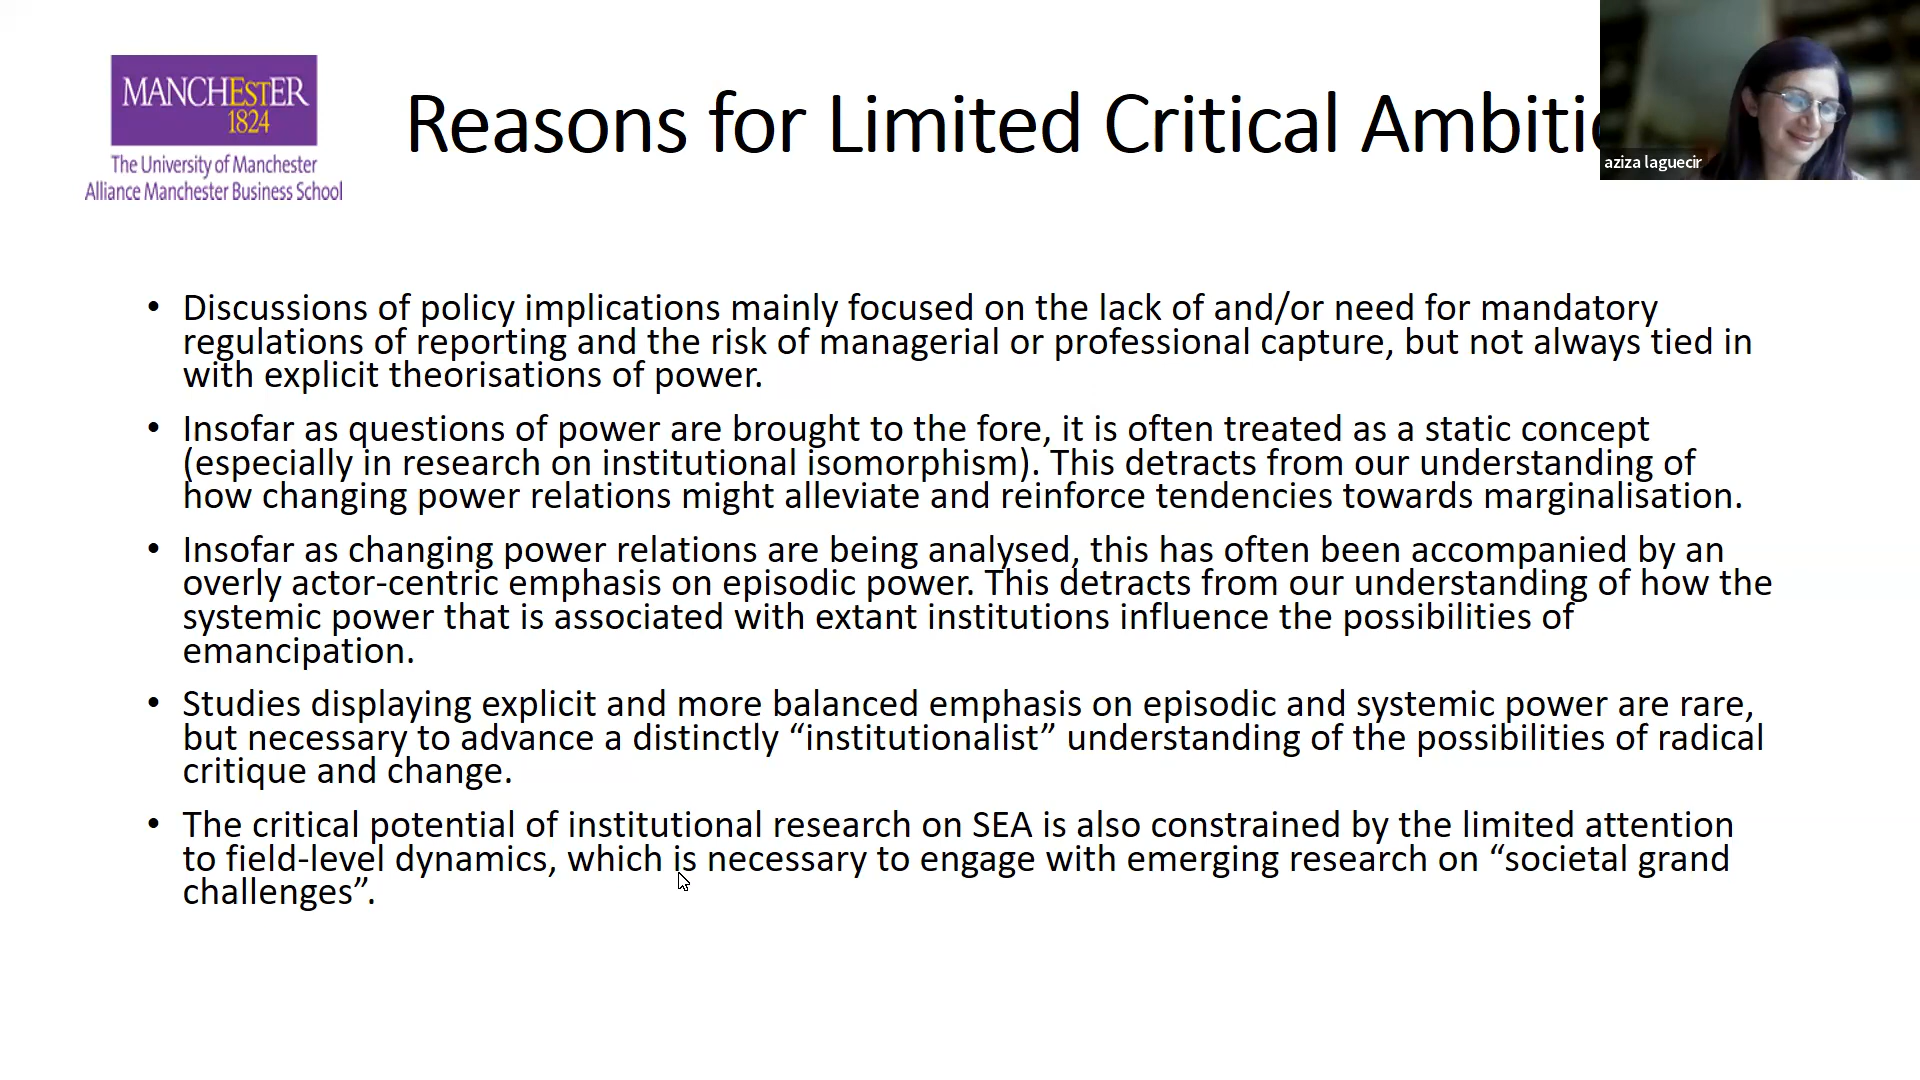 MANCHESTER
1824
The University of Manchester
Alliance Manchester Business School
Reasons for Limited Critical
aziza laguecir
• Discussions of policy implications mainly focused on the lack of and/or need for mandatory
regulations of reporting and the risk of managerial or professional capture, but not always tied in
with explicit theorisations of power.
• Insofar as questions of power are brought to the fore, it is often treated as a static concept
(especially in research on institutional isomorphism). This detracts from our understanding of
how changing power relations might alleviate and reinforce tendencies towards marginalisation.
• Insofar as changing power relations are being analysed, this has often been accompanied by an
overly actor-centric emphasis on episodic power. This detracts from our understanding of how the
systemic power that is associated with extant institutions influence the possibilities of
emancipation.
• Studies displaying explicit and more balanced emphasis on episodic and systemic power are rare,
but necessary to advance a distinctly “institutionalist” understanding of the possibilities of radical
critique and change.
• The critical potential of institutional research on SEA is also constrained by the limited attention
to field-level dynamics, which is necessary to engage with emerging research on “societal grand
challenges”.